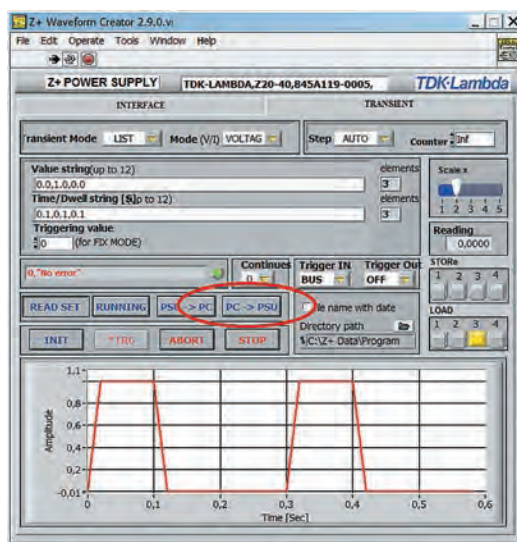 Z+ Waveform Creator 2.9.0.vi
File Edit Operate Tools Window Help
Z+ POWER SUPPLY TDK-LAMBDA,Z20-40,845A119-0005, TDK·Lambda
INTERFACE TRANSIENT
Transient Mode LIST Mode (V/I) VOLTAG Step AUTO Counter Inf
Value string(up to 12) elements
0.0,1.0,0.0 3
Time/Dwell string [S]p to 12) elements
0.1,0.1,0.1 3
Triggering value
0 (for FIX MODE)
Scale x
1 2 3 4 5
Reading
0,0000
0,"No error" Continues 0 Trigger IN BUS Trigger Out OFF
STORe
1 2 3 4
READ SET RUNNING PSU -> PC PC -> PSU file name with date
Directory path
C:\Z+ Data\Program
LOAD
1 2 3 4
INIT *TRG ABORT STOP
1,1
0,8
0,6
0,4
0,2
-0,01
Amplitude
0 0,1 0,2 0,3 0,4 0,5 0,6
Time [Sec]